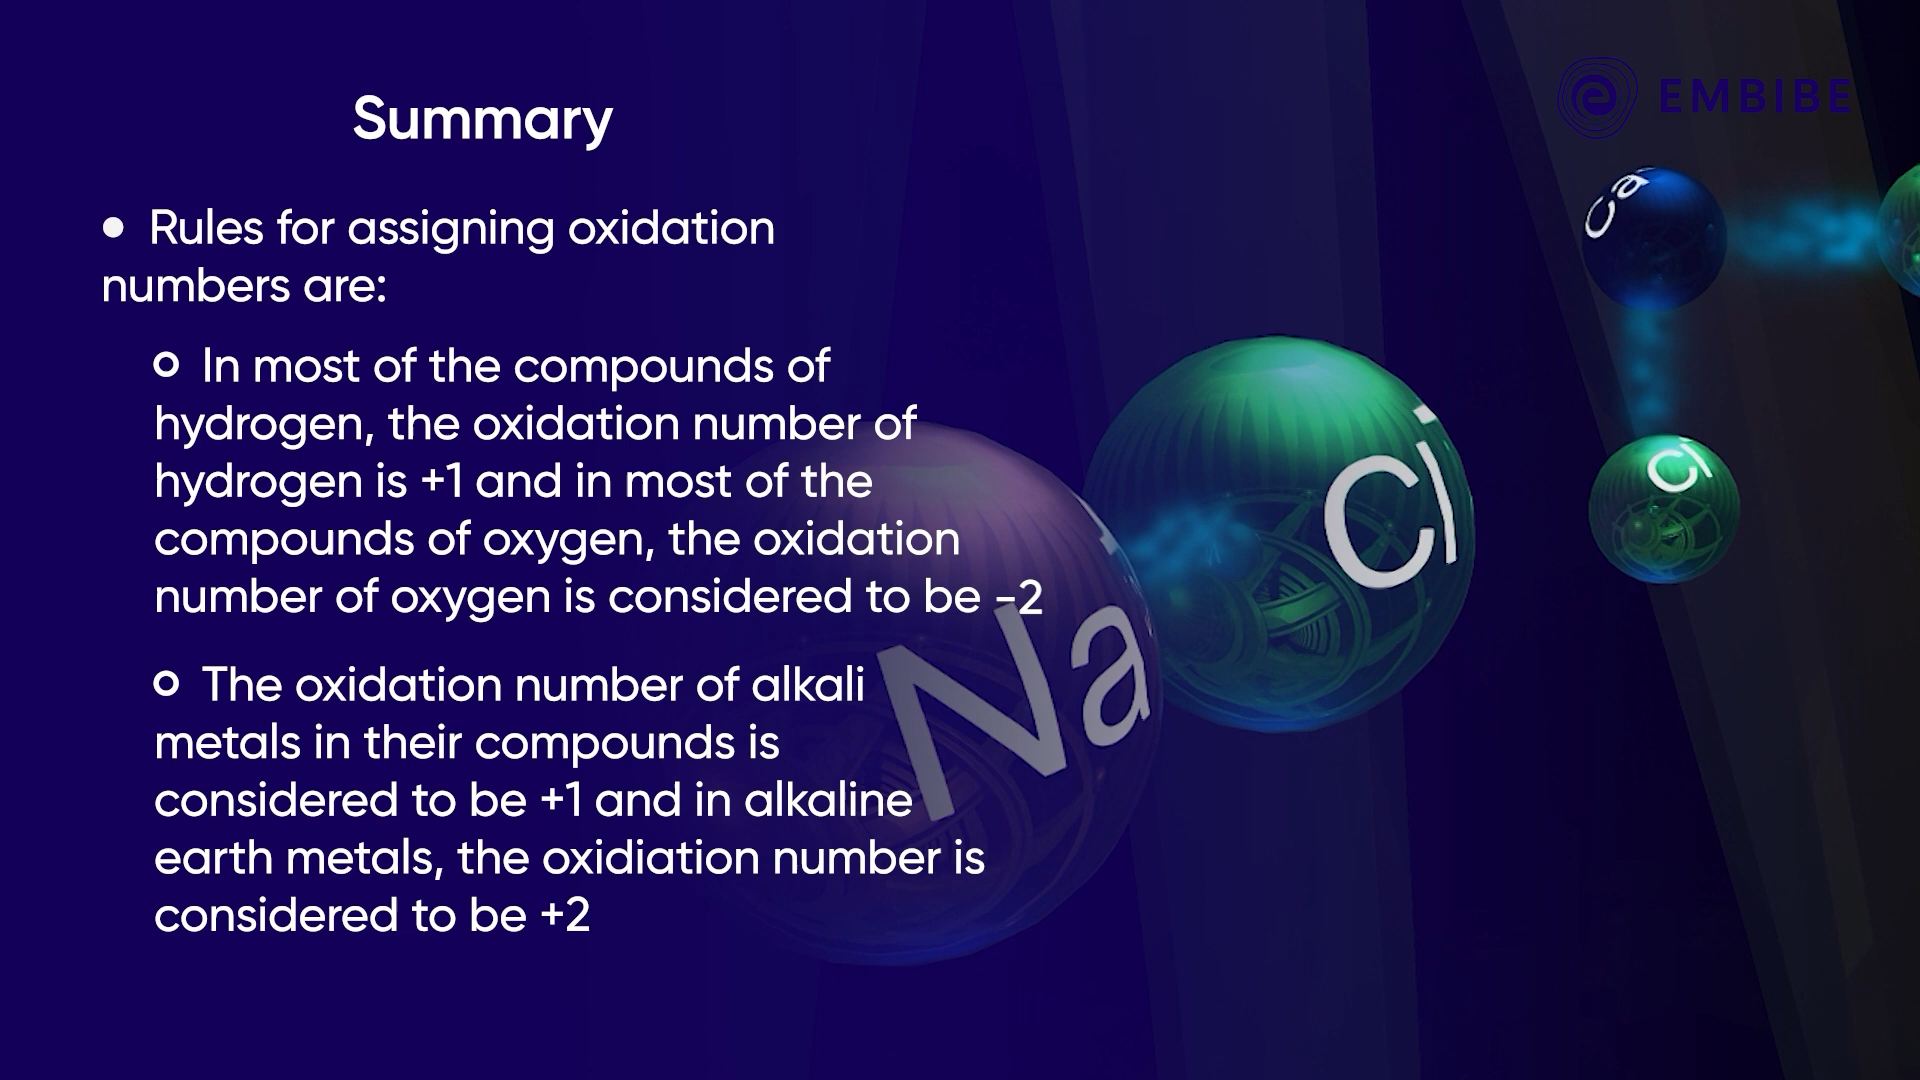 EMBIBE
Summary
● Rules for assigning oxidation
numbers are:
○ In most of the compounds of
hydrogen, the oxidation number of
hydrogen is +1 and in most of the
compounds of oxygen, the oxidation
number of oxygen is considered to be -2
○ The oxidation number of alkali
metals in their compounds is
considered to be +1 and in alkaline
earth metals, the oxidiation number is
considered to be +2
Ca
Cl
Cl
Na